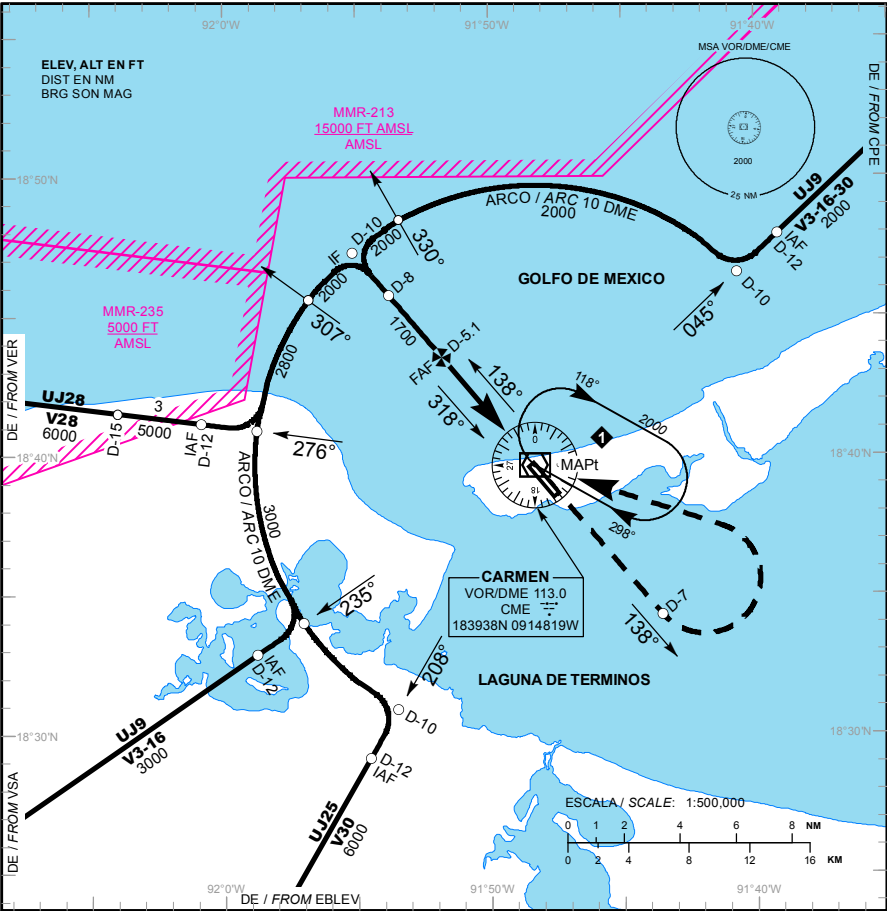 92°0'W
91°50'W
91°40'W
ELEV, ALT EN FT
DIST EN NM
BRG SON MAG
MSA VOR/DME/CME
2000
25 NM
DE / FROM CPE
MMR-213
15000 FT AMSL
AMSL
18°50'N
UJ9
V3-16-30
2000
IAF
D-12
D-10
045°
ARCO / ARC 10 DME
2000
D-10
2000
330°
IF
2000
307°
D-8
1700
GOLFO DE MEXICO
MMR-235
5000 FT
AMSL
2800
D-5.1
FAF
138°
318°
118°
2000
1
DE / FROM VER
UJ28
V28
6000
D-15
3
5000
IAF
D-12
276°
18°40'N
18°40'N
0
27
18
MAPt
298°
ARCO / ARC 10 DME
3000
235°
CARMEN
VOR/DME 113.0
CME
183938N 0914819W
D-7
138°
208°
IAF
D-12
LAGUNA DE TERMINOS
D-10
18°30'N
18°30'N
UJ9
V3-16
3000
D-12
IAF
DE / FROM VSA
UJ25
V30
6000
ESCALA / SCALE: 1:500,000
0 1 2 4 6 8 NM
0 2 4 8 12 16 KM
92°0'W
91°50'W
91°40'W
DE / FROM EBLEV